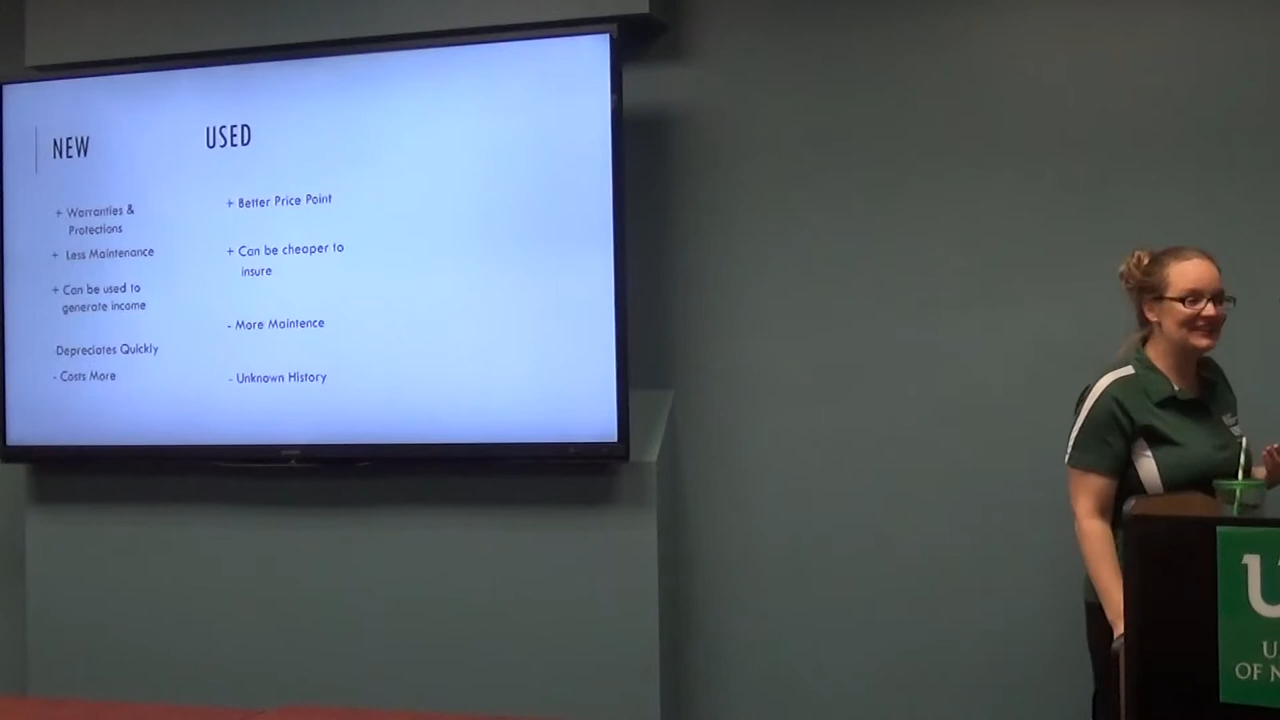 NEW
+ Warranties &
Protections
+ Less Maintenance
+ Can be used to
generate income
Depreciates Quickly
- Costs More
USED
+ Better Price Point
+ Can be cheaper to
insure
- More Maintence
- Unknown History
U
OF N